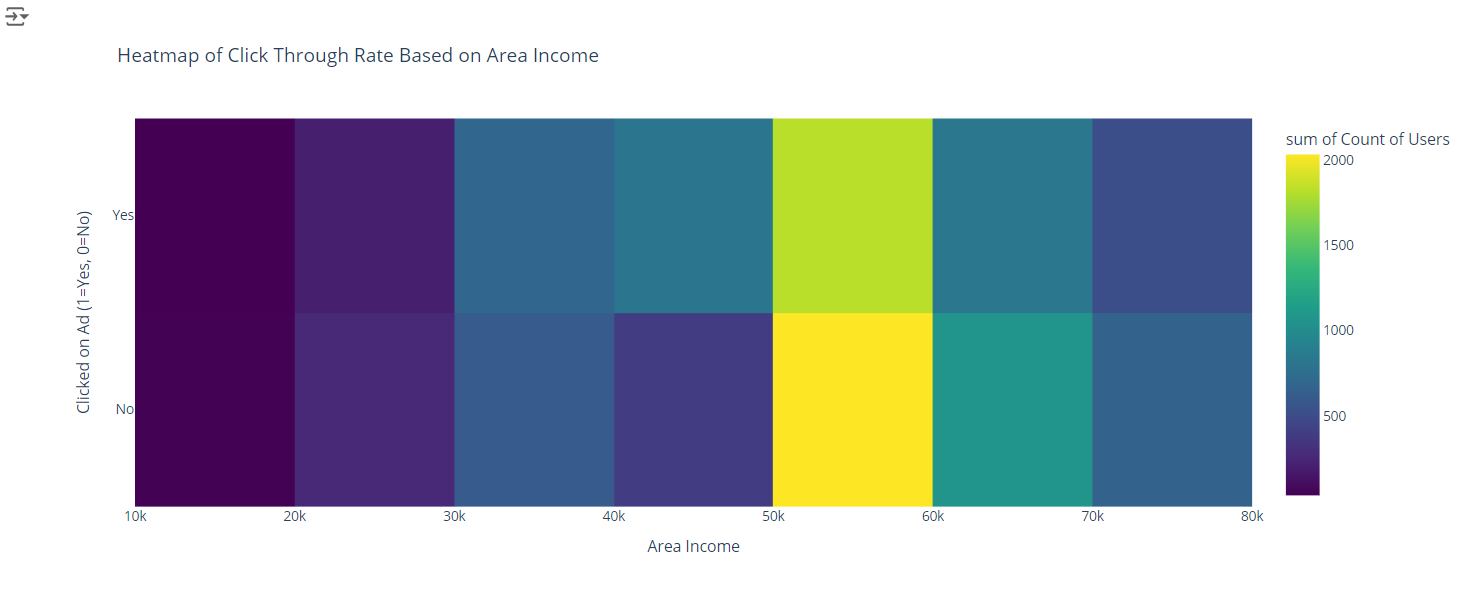 Heatmap of Click Through Rate Based on Area Income
sum of Count of Users
2000
1500
1000
500
Clicked on Ad (1=Yes, 0=No)
Yes
No
10k 20k 30k 40k 50k 60k 70k 80k
Area Income